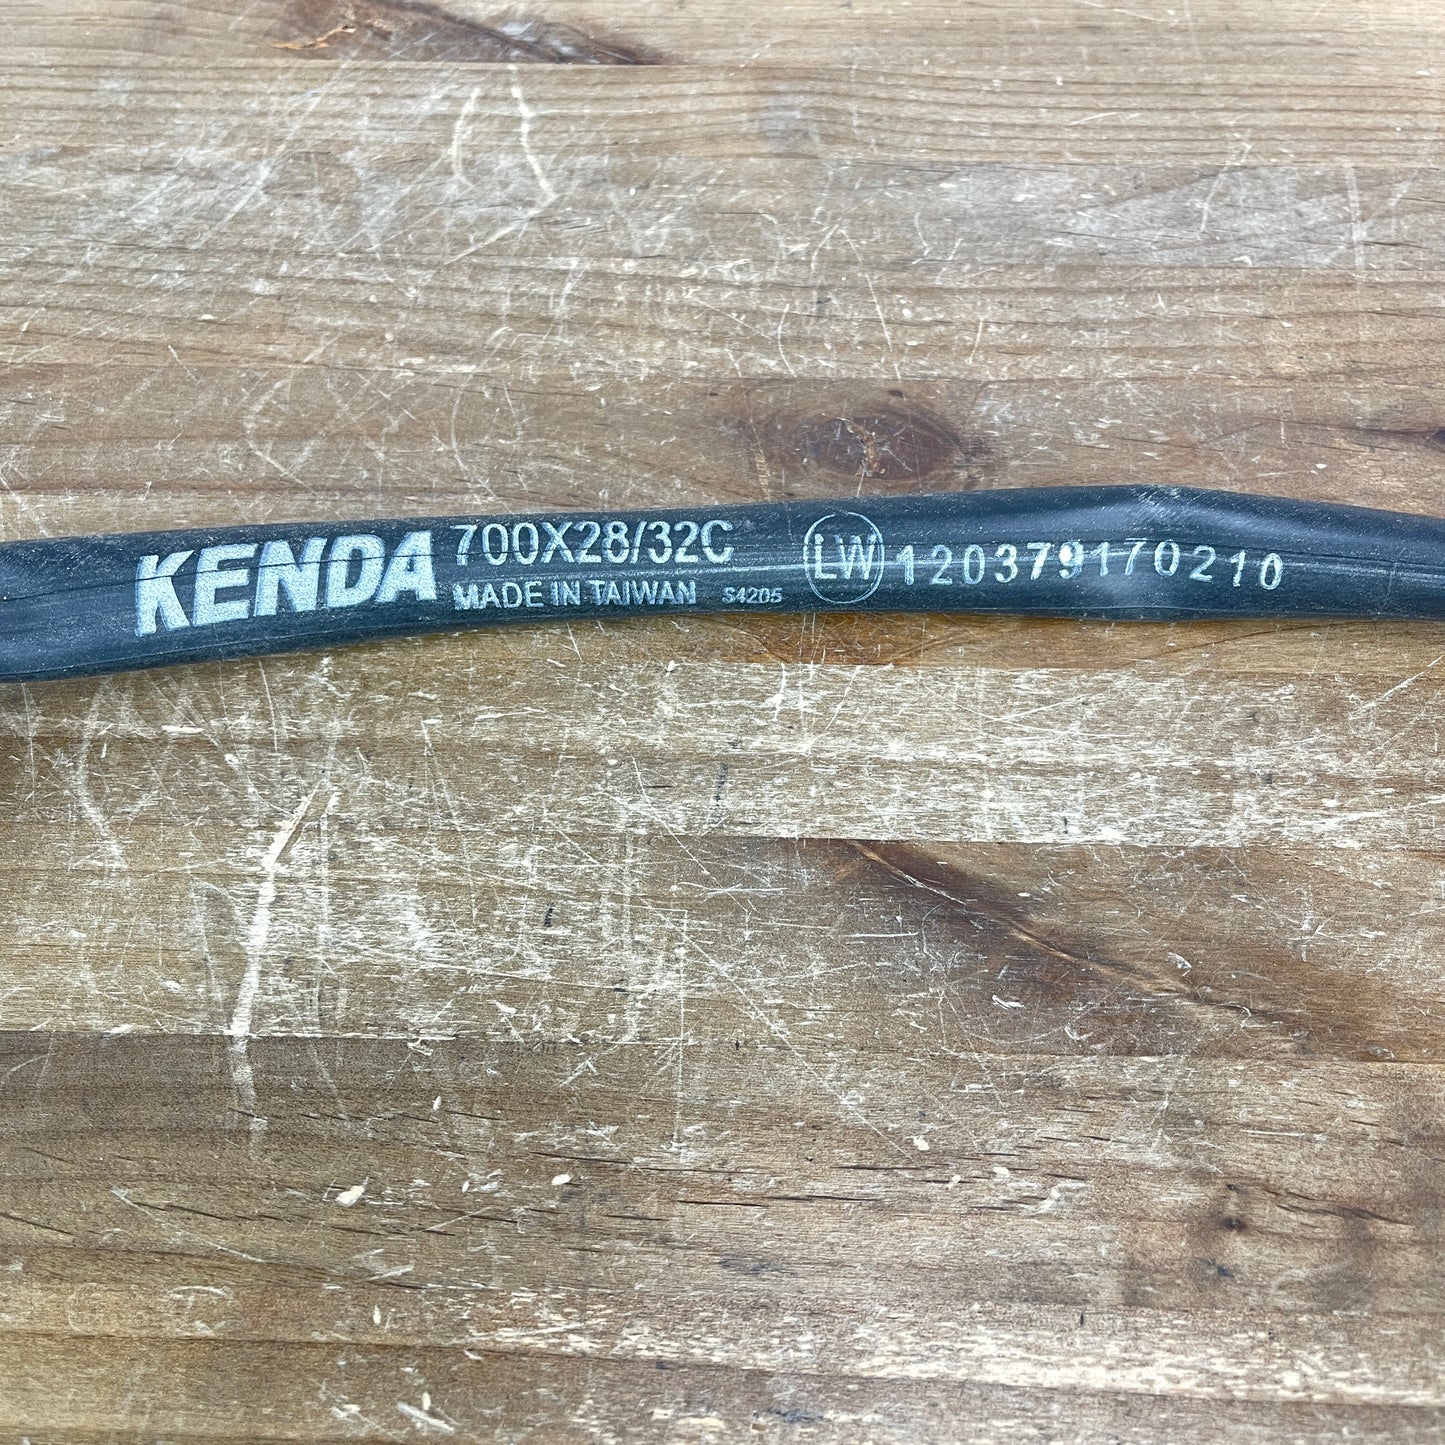 KENDA 700X28/32C
MADE IN TAIWAN S4205
LW 120379170210